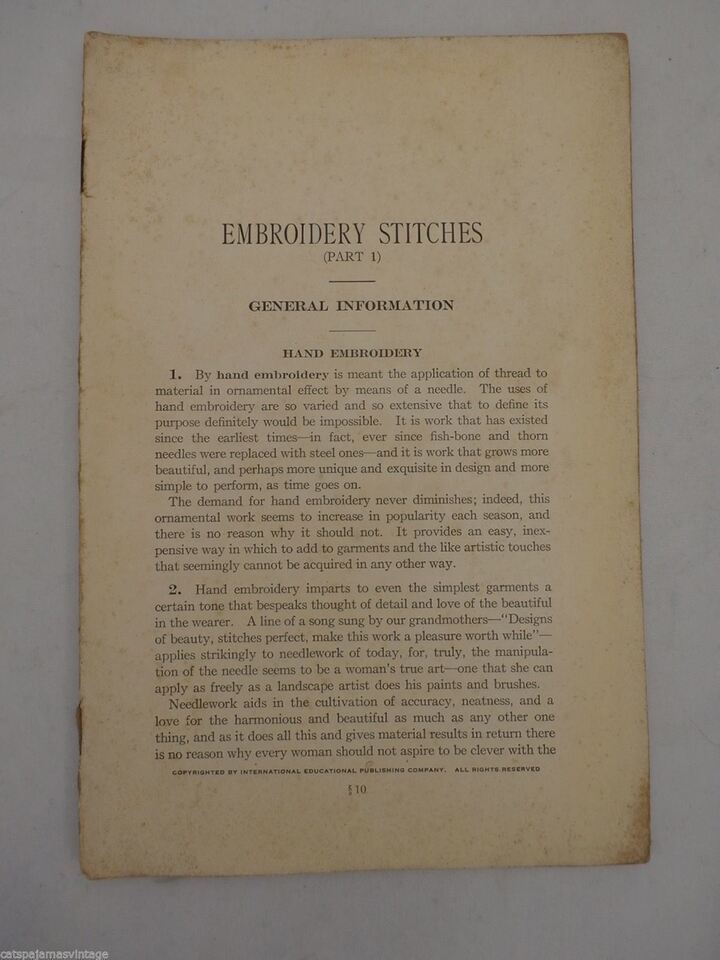 EMBROIDERY STITCHES
(PART 1)
GENERAL INFORMATION
HAND EMBROIDERY
1. By hand embroidery is meant the application of thread to
material in ornamental effect by means of a needle. The uses of
hand embroidery are so varied and so extensive that to define its
purpose definitely would be impossible. It is work that has existed
since the earliest times—in fact, ever since fish-bone and thorn
needles were replaced with steel ones—and it is work that grows more
beautiful, and perhaps more unique and exquisite in design and more
simple to perform, as time goes on.
The demand for hand embroidery never diminishes; indeed, this
ornamental work seems to increase in popularity each season, and
there is no reason why it should not. It provides an easy, inex-
pensive way in which to add to garments and the like artistic touches
that seemingly cannot be acquired in any other way.
2. Hand embroidery imparts to even the simplest garments a
certain tone that bespeaks thought of detail and love of the beautiful
in the wearer. A line of a song sung by our grandmothers—"Designs
of beauty, stitches perfect, make this work a pleasure worth while"—
applies strikingly to needlework of today, for, truly, the manipula-
tion of the needle seems to be a woman's true art—one that she can
apply as freely as a landscape artist does his paints and brushes.
Needlework aids in the cultivation of accuracy, neatness, and a
love for the harmonious and beautiful as much as any other one
thing, and as it does all this and gives material results in return there
is no reason why every woman should not aspire to be clever with the
COPYRIGHTED BY INTERNATIONAL EDUCATIONAL PUBLISHING COMPANY. ALL RIGHTS RESERVED
§ 10
catspajamasvintage